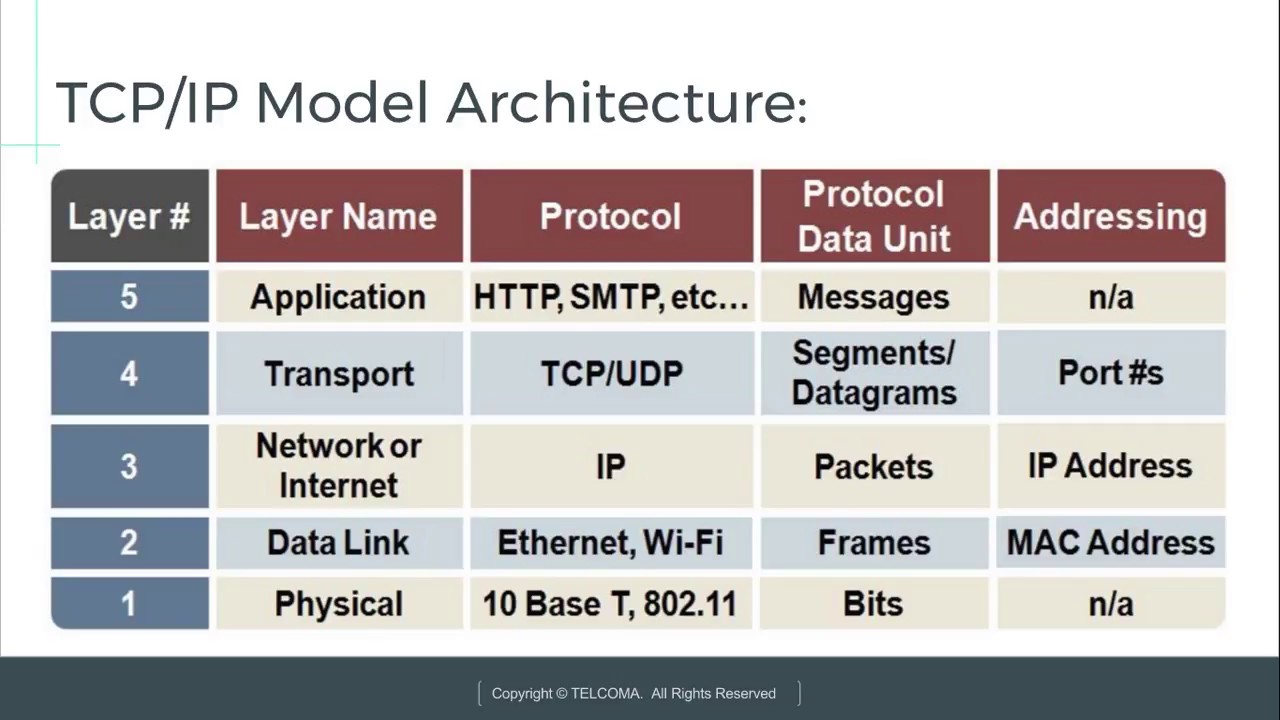 TCP/IP Model Architecture:
Layer # Layer Name Protocol Protocol Data Unit Addressing
5 Application HTTP, SMTP, etc... Messages n/a
4 Transport TCP/UDP Segments/ Datagrams Port #s
3 Network or Internet IP Packets IP Address
2 Data Link Ethernet, Wi-Fi Frames MAC Address
1 Physical 10 Base T, 802.11 Bits n/a
Copyright © TELCOMA. All Rights Reserved